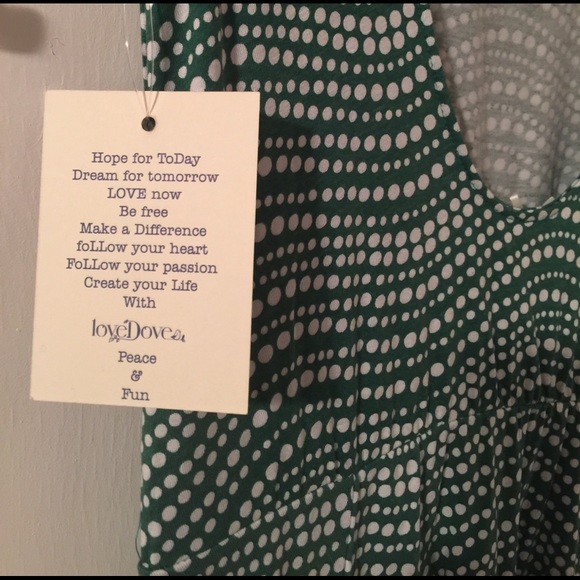 Hope for ToDay
Dream for tomorrow
LOVE now
Be free
Make a Difference
foLLow your heart
FoLLow your passion
Create your Life
With
loveDove
Peace
&
Fun